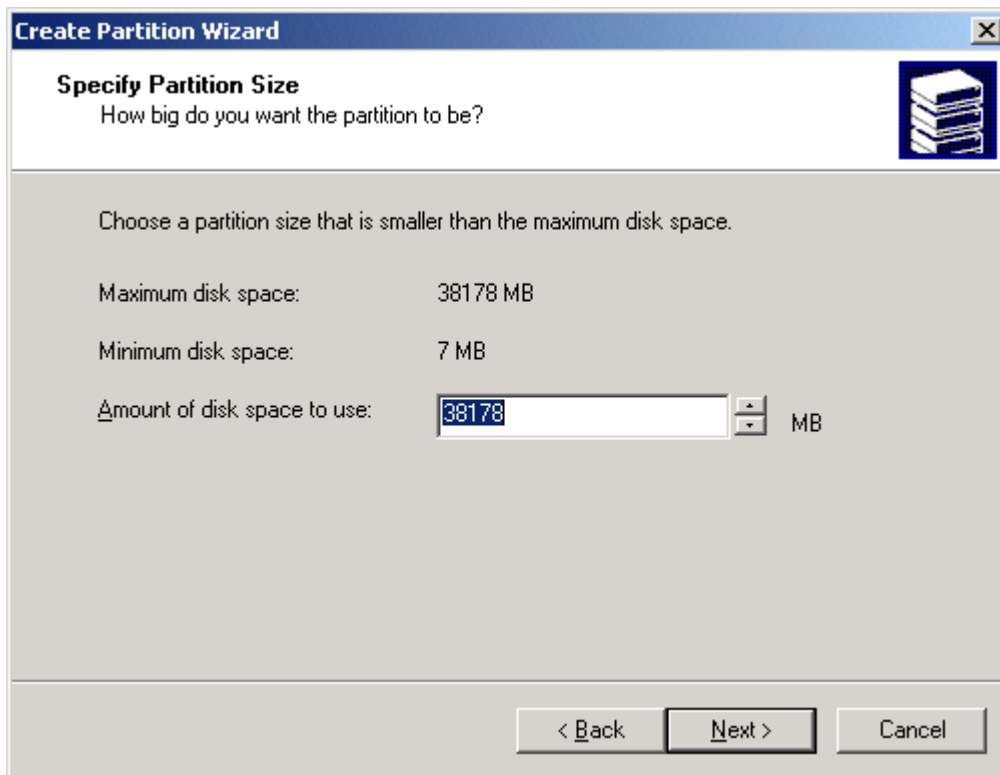 Create Partition Wizard
Specify Partition Size
How big do you want the partition to be?
Choose a partition size that is smaller than the maximum disk space.
Maximum disk space: 38178 MB
Minimum disk space: 7 MB
Amount of disk space to use: 38178 MB
< Back Next > Cancel